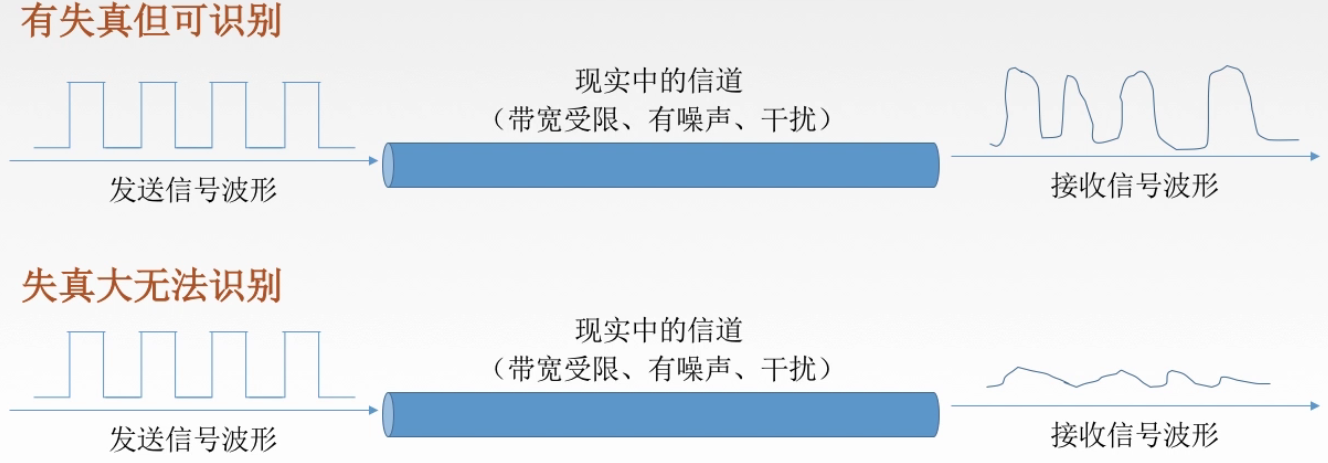 有失真但可识别
现实中的信道
（带宽受限、有噪声、干扰）
发送信号波形
接收信号波形
失真大无法识别
现实中的信道
（带宽受限、有噪声、干扰）
发送信号波形
接收信号波形